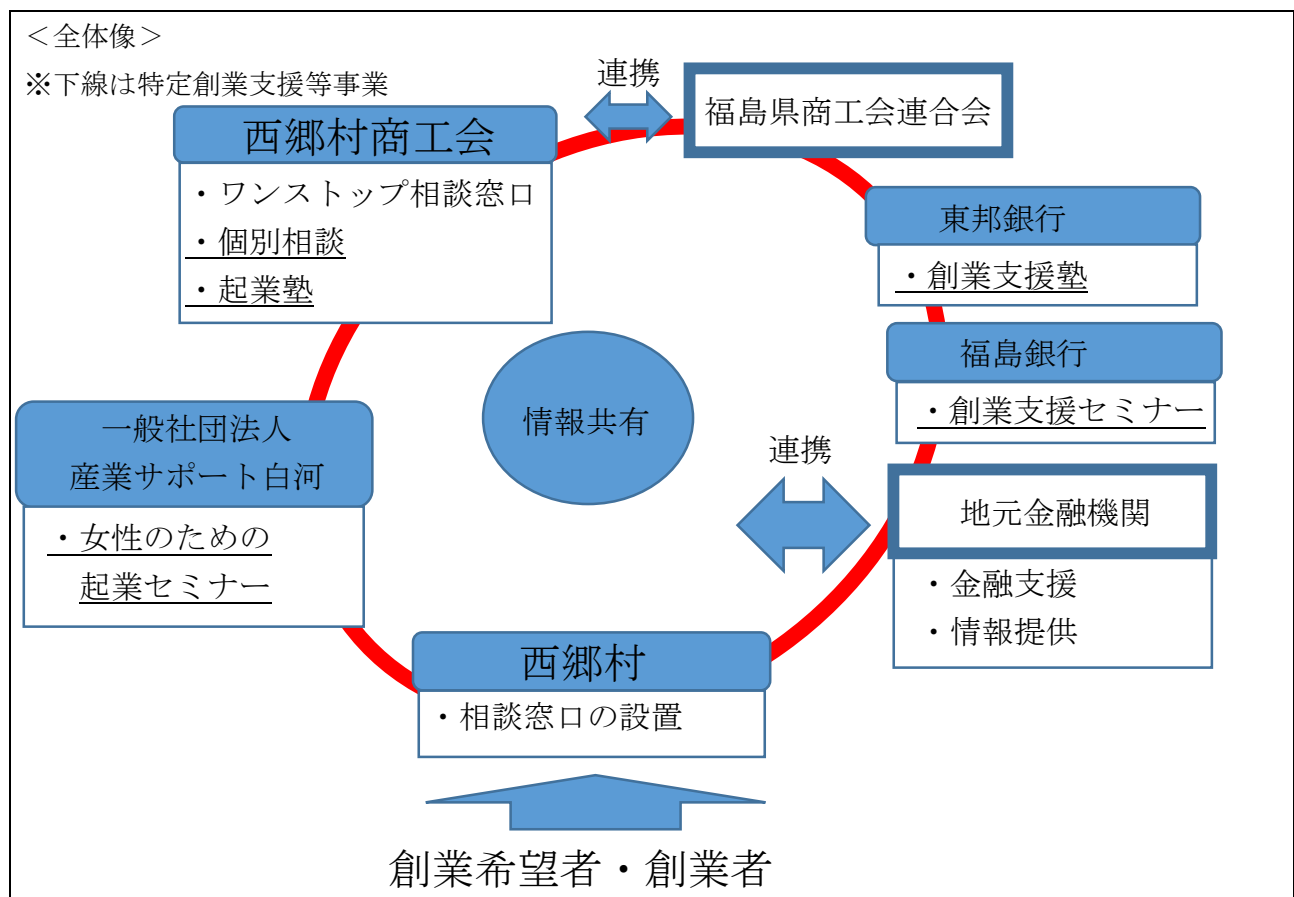 ＜全体像＞
※下線は特定創業支援等事業
連携
福島県商工会連合会
西郷村商工会
・ワンストップ相談窓口
・個別相談
・起業塾
東邦銀行
・創業支援塾
福島銀行
・創業支援セミナー
情報共有
連携
地元金融機関
・金融支援
・情報提供
一般社団法人
産業サポート白河
・女性のための
起業セミナー
西郷村
・相談窓口の設置
創業希望者・創業者